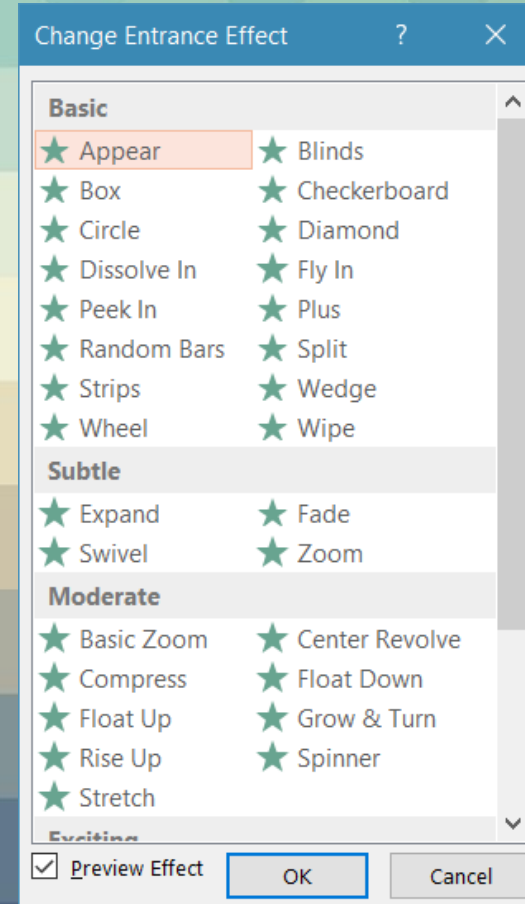 Change Entrance Effect ?
Basic
Appear Blinds
Box Checkerboard
Circle Diamond
Dissolve In Fly In
Peek In Plus
Random Bars Split
Strips Wedge
Wheel Wipe
Subtle
Expand Fade
Swivel Zoom
Moderate
Basic Zoom Center Revolve
Compress Float Down
Float Up Grow & Turn
Rise Up Spinner
Stretch
Exciting
Preview Effect OK Cancel